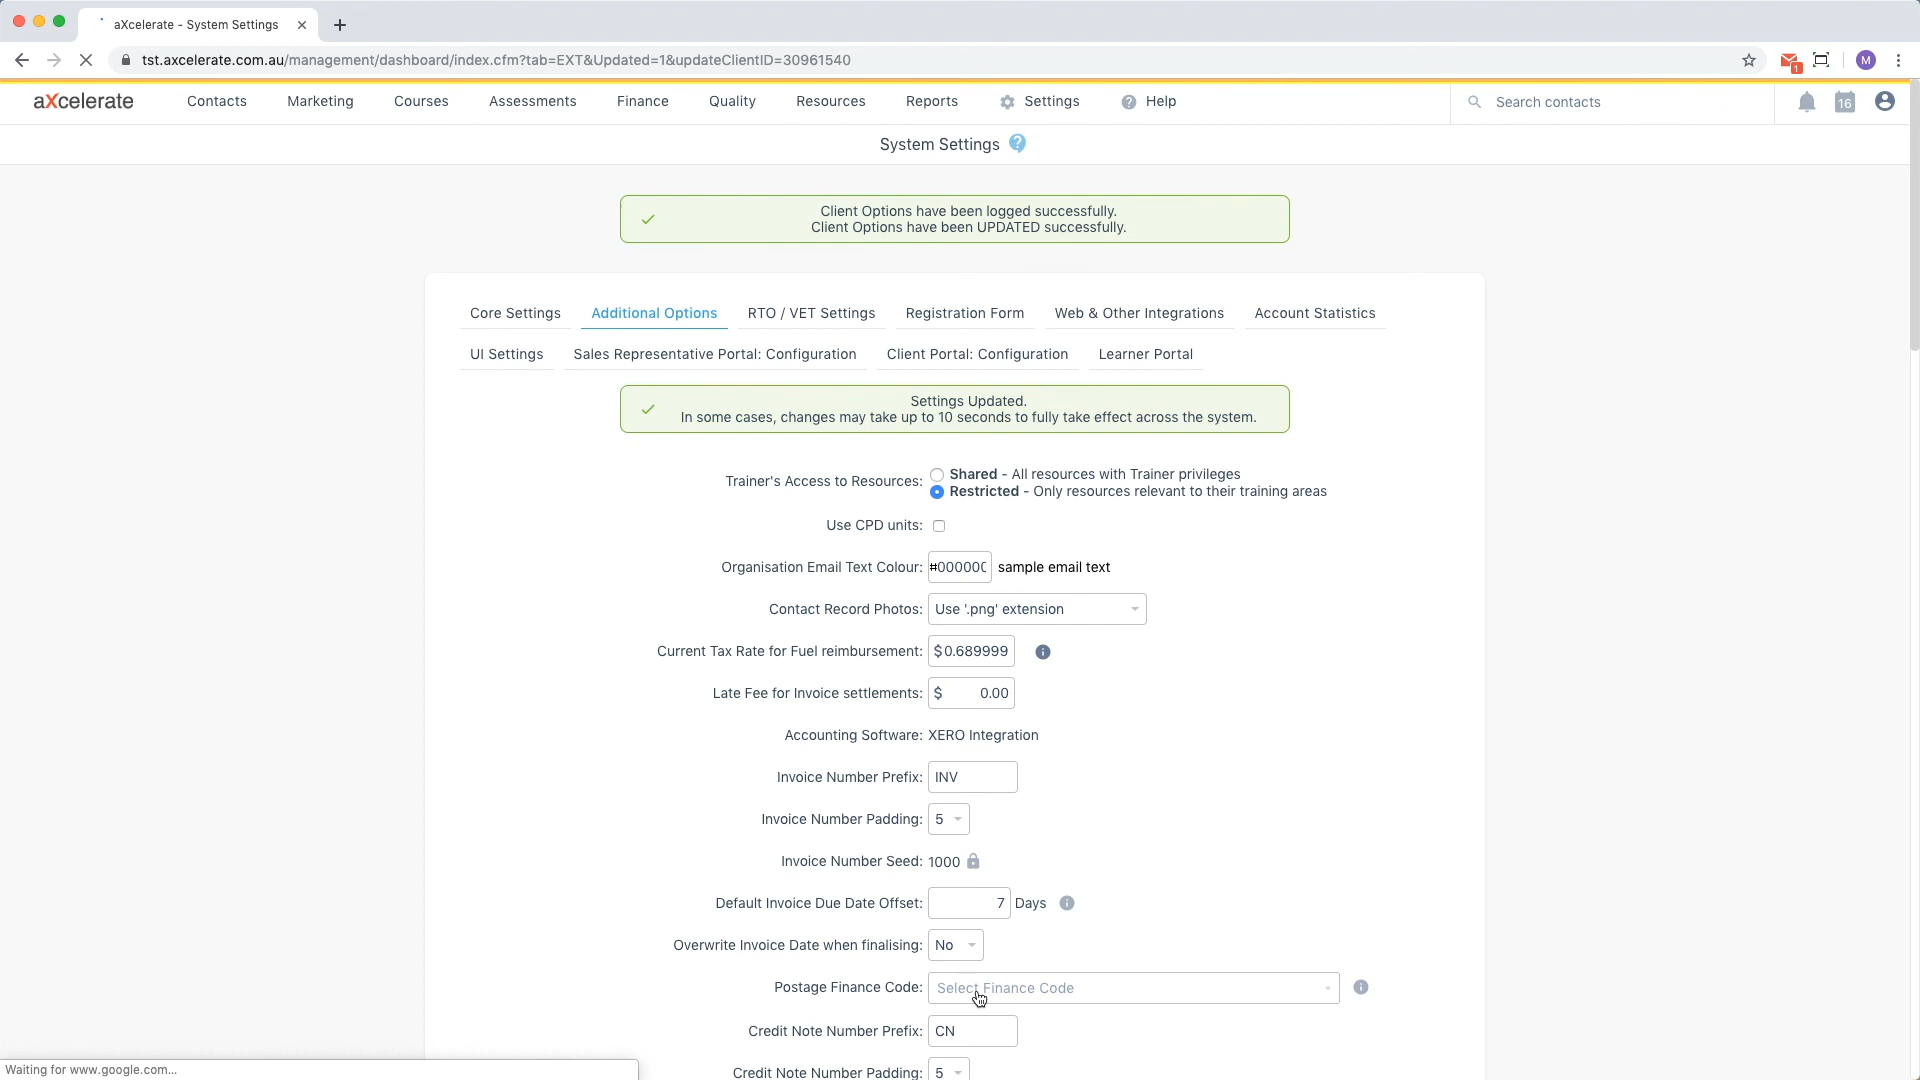 aXcelerate - System Settings
tst.axcelerate.com.au/management/dashboard/index.cfm?tab=EXT&Updated=1&updateClientID=30961540
1
M
aXcelerate Contacts Marketing Courses Assessments Finance Quality Resources Reports Settings ? Help Search contacts 16
System Settings ?
Client Options have been logged successfully.
Client Options have been UPDATED successfully.
Core Settings Additional Options RTO / VET Settings Registration Form Web & Other Integrations Account Statistics
UI Settings Sales Representative Portal: Configuration Client Portal: Configuration Learner Portal
Settings Updated.
In some cases, changes may take up to 10 seconds to fully take effect across the system.
Trainer's Access to Resources:
Shared - All resources with Trainer privileges
Restricted - Only resources relevant to their training areas
Use CPD units:
Organisation Email Text Colour: #000000 sample email text
Contact Record Photos: Use '.png' extension
Current Tax Rate for Fuel reimbursement: $0.689999 i
Late Fee for Invoice settlements: $ 0.00
Accounting Software: XERO Integration
Invoice Number Prefix: INV
Invoice Number Padding: 5
Invoice Number Seed: 1000
Default Invoice Due Date Offset: 7 Days i
Overwrite Invoice Date when finalising: No
Postage Finance Code: Select Finance Code i
Credit Note Number Prefix: CN
Credit Note Number Padding: 5
Waiting for www.google.com...